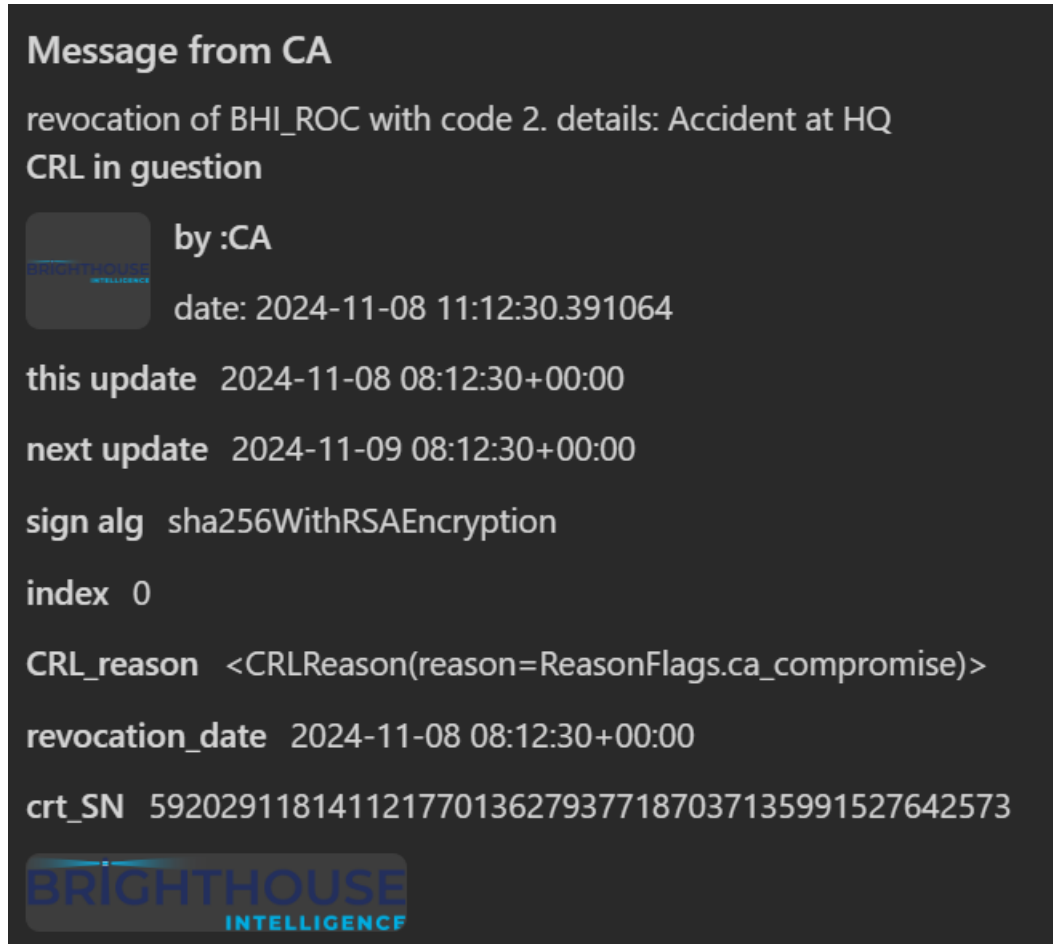 Message from CA
revocation of BHI_ROC with code 2. details: Accident at HQ
CRL in guestion
BRIGHTHOUSE
INTELLIGENCE
by :CA
date: 2024-11-08 11:12:30.391064
this update 2024-11-08 08:12:30+00:00
next update 2024-11-09 08:12:30+00:00
sign alg sha256WithRSAEncryption
index 0
CRL_reason <CRLReason(reason=ReasonFlags.ca_compromise)>
revocation_date 2024-11-08 08:12:30+00:00
crt_SN 592029118141121770136279377187037135991527642573
BRIGHTHOUSE
INTELLIGENCE